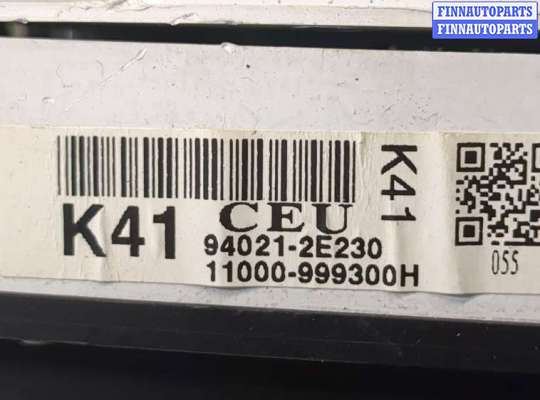 FINNAUTOPARTS
FINNAUTOPARTS
K41
CEU
94021-2E230
11000-999300H
K41
055